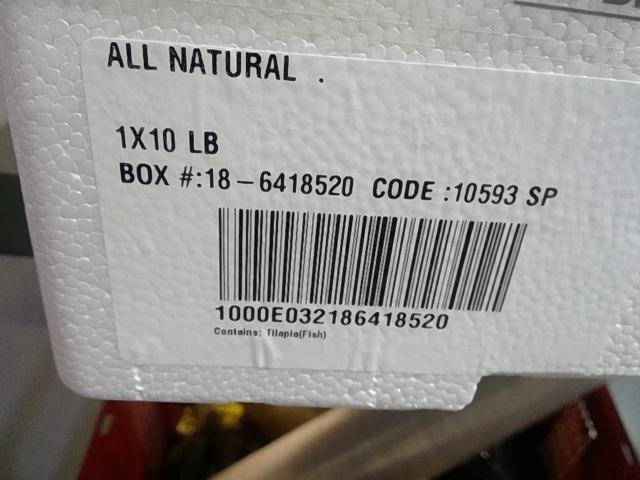 ALL NATURAL .
1X10 LB
BOX #:18-6418520 CODE :10593 SP
1000E032186418520
Contains: Tilapia(Fish)